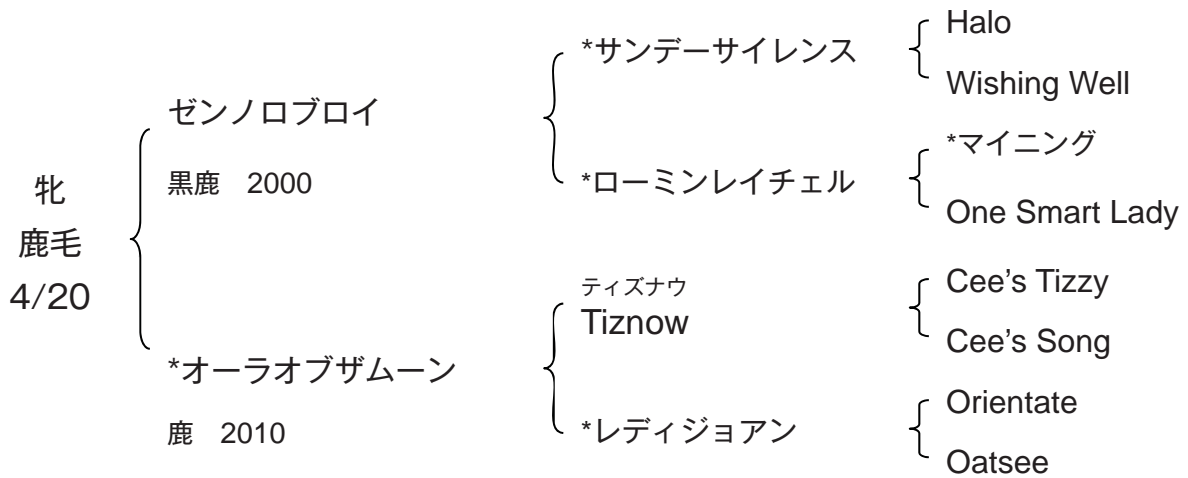 牝
鹿毛
4/20
ゼンノロブロイ
黒鹿　2000
*オーラオブザムーン
鹿　2010
*サンデーサイレンス
*ローミンレイチェル
ティズナウ
Tiznow
*レディジョアン
Halo
Wishing Well
*マイニング
One Smart Lady
Cee’s Tizzy
Cee’s Song
Orientate
Oatsee